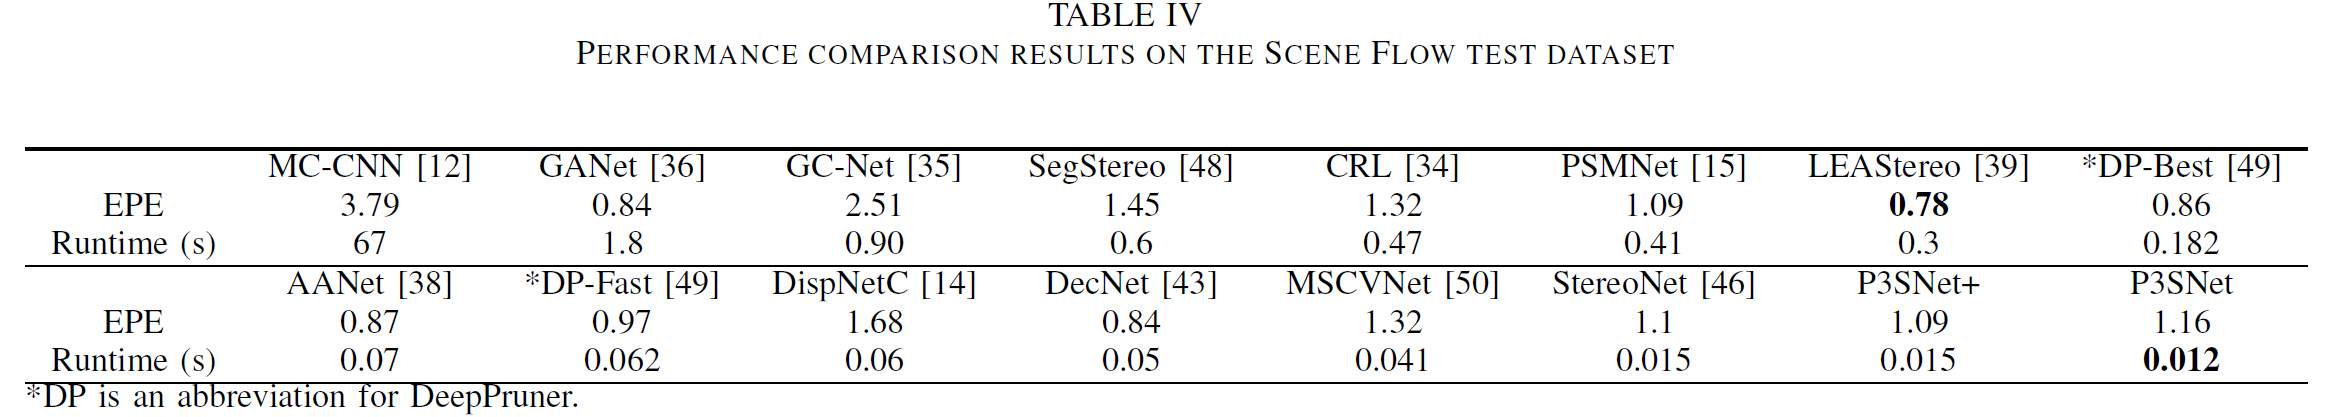 TABLE IV
PERFORMANCE COMPARISON RESULTS ON THE SCENE FLOW TEST DATASET
MC-CNN [12] GANet [36] GC-Net [35] SegStereo [48] CRL [34] PSMNet [15] LEAStereo [39] *DP-Best [49]
EPE 3.79 0.84 2.51 1.45 1.32 1.09 0.78 0.86
Runtime (s) 67 1.8 0.90 0.6 0.47 0.41 0.3 0.182
AANet [38] *DP-Fast [49] DispNetC [14] DecNet [43] MSCVNet [50] StereoNet [46] P3SNet+ P3SNet
EPE 0.87 0.97 1.68 0.84 1.32 1.1 1.09 1.16
Runtime (s) 0.07 0.062 0.06 0.05 0.041 0.015 0.015 0.012
*DP is an abbreviation for DeepPruner.